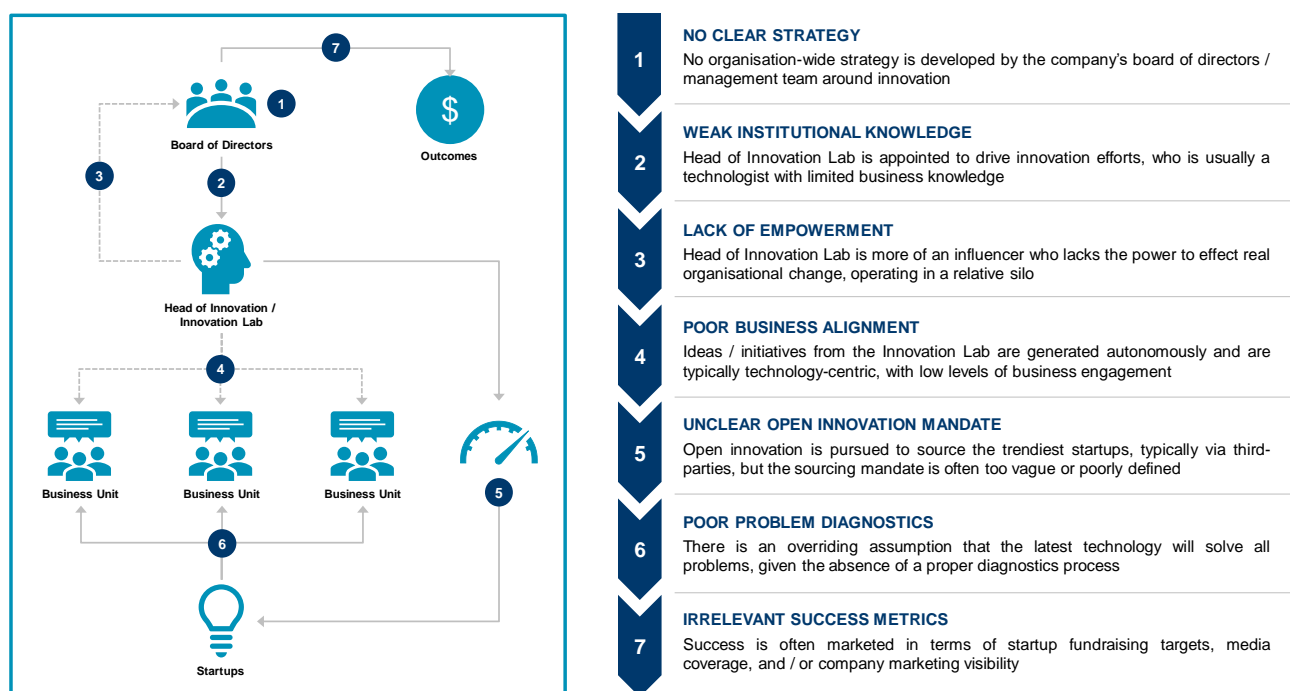 7
1
Board of Directors
$
Outcomes
3
2
Head of Innovation /
Innovation Lab
4
Business Unit
Business Unit
Business Unit
5
6
Startups
1
NO CLEAR STRATEGY
No organisation-wide strategy is developed by the company's board of directors /
management team around innovation
2
WEAK INSTITUTIONAL KNOWLEDGE
Head of Innovation Lab is appointed to drive innovation efforts, who is usually a
technologist with limited business knowledge
3
LACK OF EMPOWERMENT
Head of Innovation Lab is more of an influencer who lacks the power to effect real
organisational change, operating in a relative silo
4
POOR BUSINESS ALIGNMENT
Ideas / initiatives from the Innovation Lab are generated autonomously and are
typically technology-centric, with low levels of business engagement
5
UNCLEAR OPEN INNOVATION MANDATE
Open innovation is pursued to source the trendiest startups, typically via third-
parties, but the sourcing mandate is often too vague or poorly defined
6
POOR PROBLEM DIAGNOSTICS
There is an overriding assumption that the latest technology will solve all
problems, given the absence of a proper diagnostics process
7
IRRELEVANT SUCCESS METRICS
Success is often marketed in terms of startup fundraising targets, media
coverage, and / or company marketing visibility